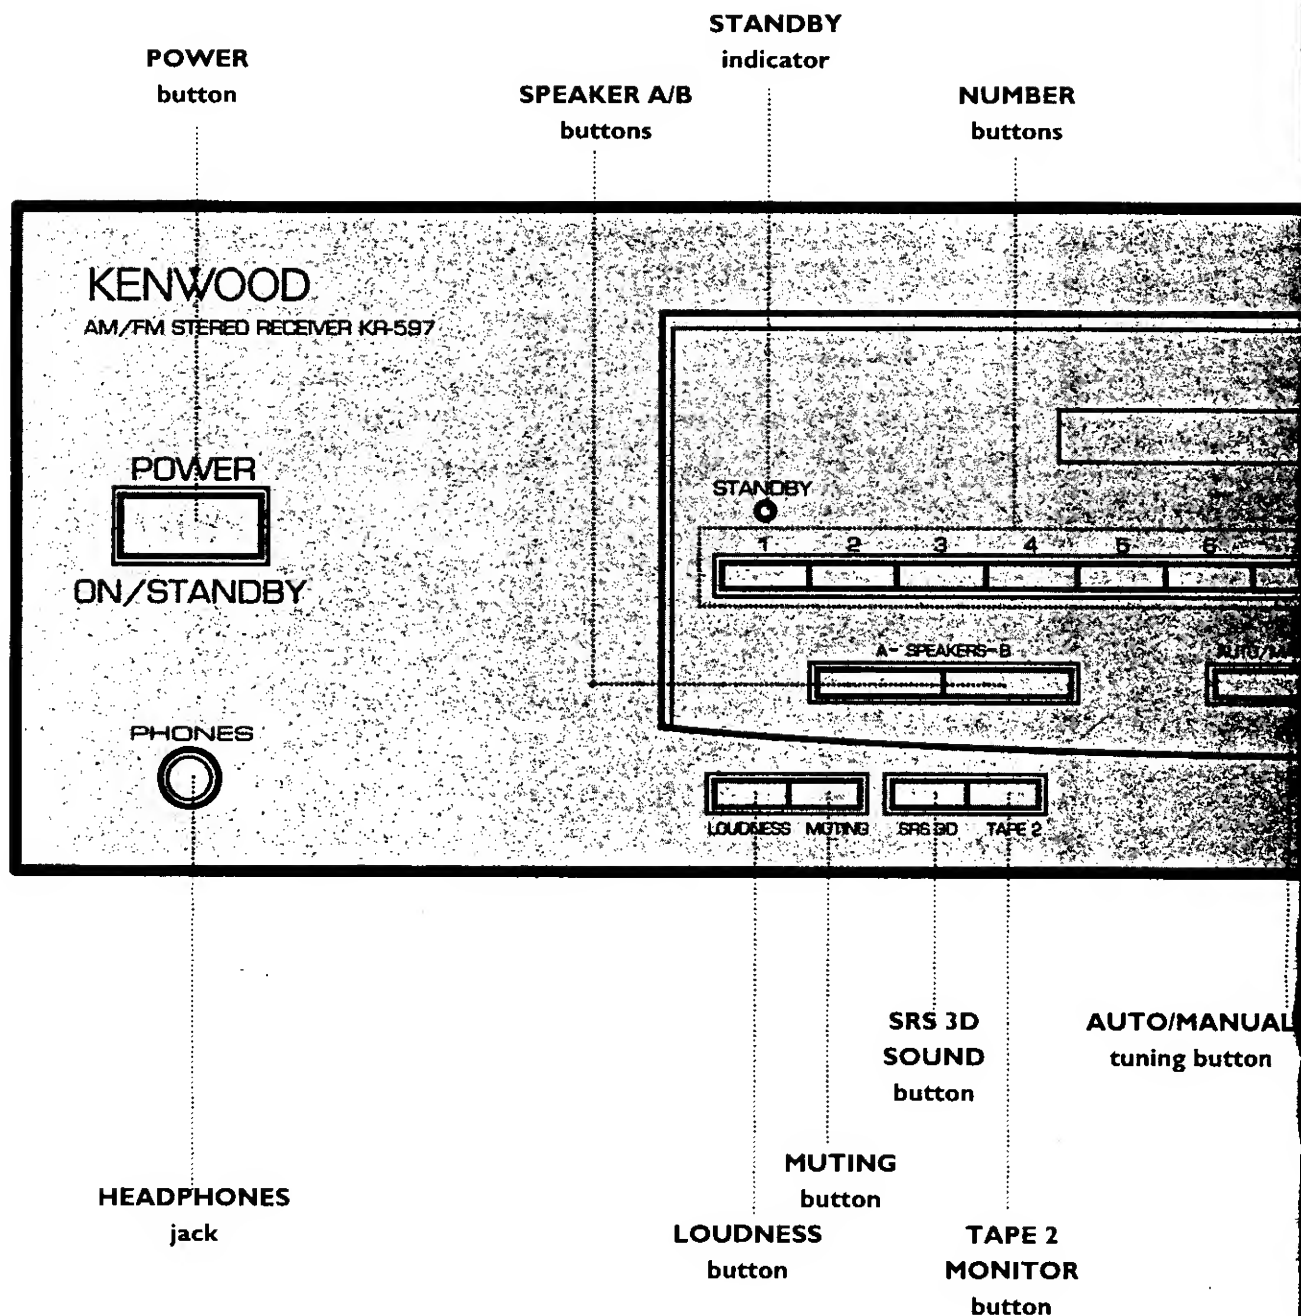 STANDBY
indicator
POWER
button
SPEAKER A/B
buttons
NUMBER
buttons
KENWOOD
AM/FM STEREO RECEIVER KR-597
POWER
ON/STANDBY
STANDBY
1 2 3 4 5 6
A- SPEAKERS-B
PHONES
LOUDNESS MUTING SRS 3D TAPE 2
SRS 3D
SOUND
button
AUTO/MANUAL
tuning button
MUTING
button
HEADPHONES
jack
LOUDNESS
button
TAPE 2
MONITOR
button